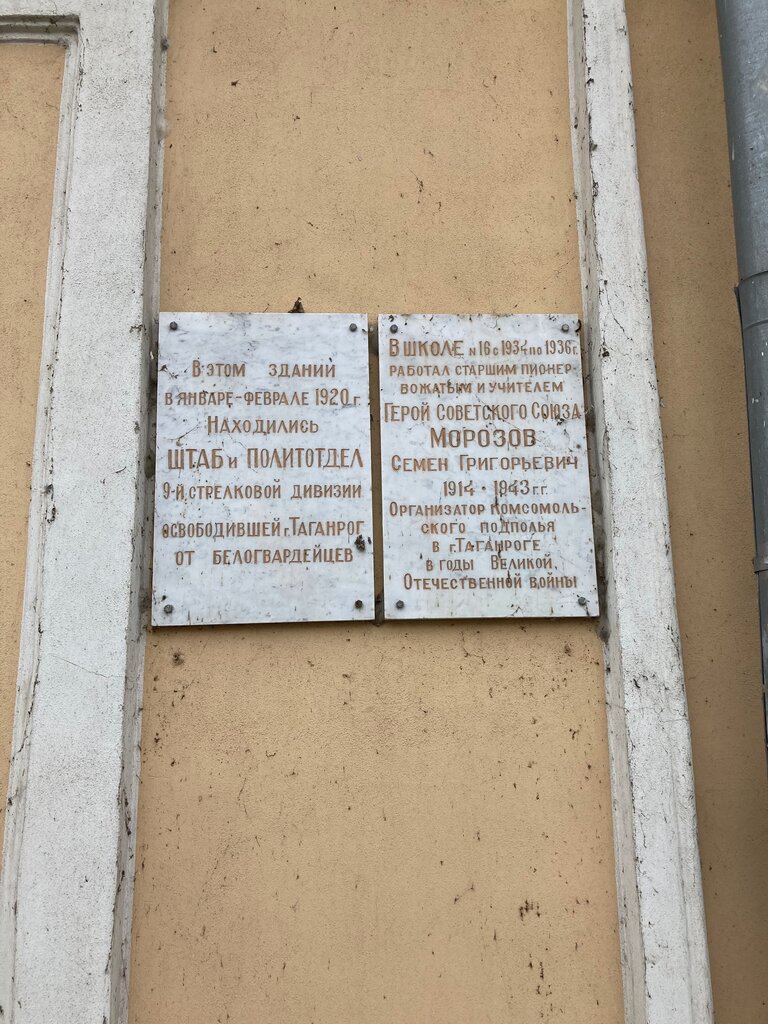 В этом здании
в январе-феврале 1920 г.
находились
штаб и политотдел
9-й стрелковой дивизии
освободившей г. Таганрог
от белогвардейцев
В школе N 16 с 1934 по 1936 г.
работал старшим пионер-
вожатым и учителем
Герой Советского Союза
МОРОЗОВ
Семен Григорьевич
1914 - 1943 г.г.
Организатор комсомоль-
ского подполья
в г. Таганроге
в годы Великой
Отечественной войны